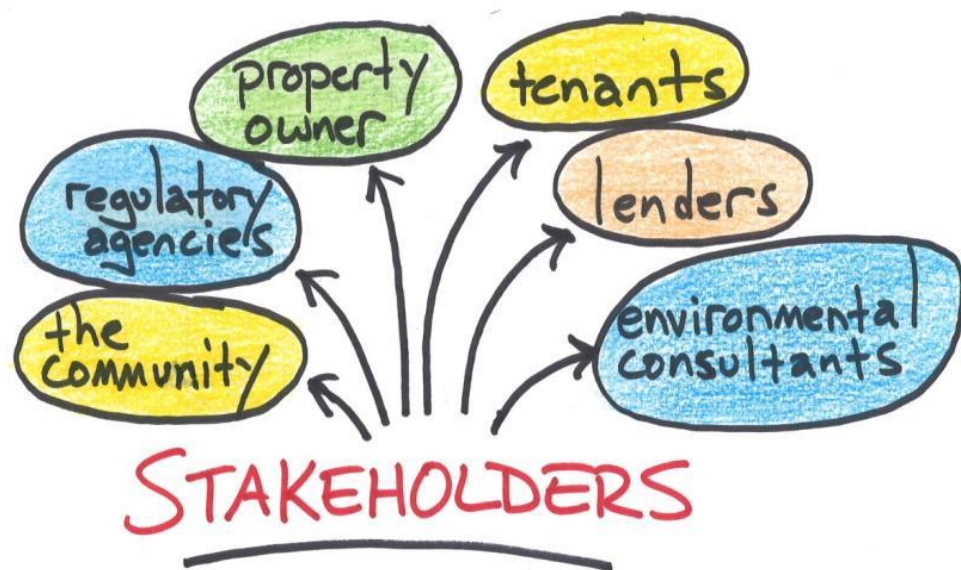 property
owner
tenants
regulatory
agencies
lenders
the
community
environmental
consultants
STAKEHOLDERS